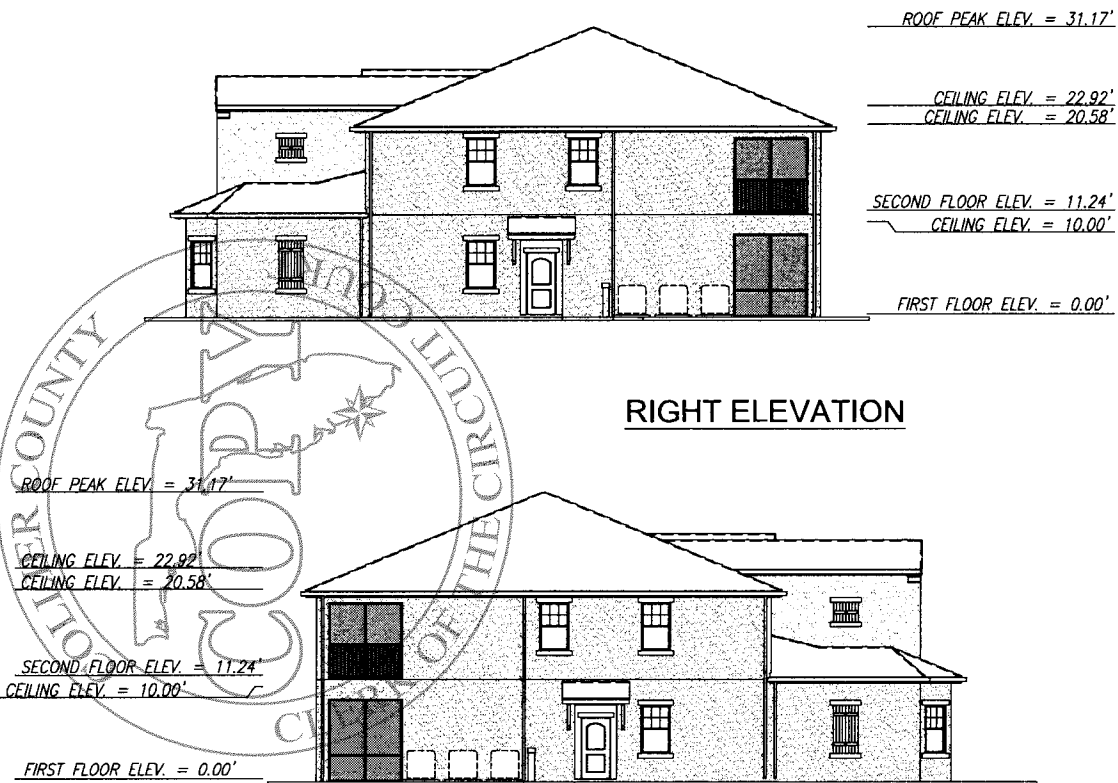 ROOF PEAK ELEV. = 31.17'
CEILING ELEV. = 22.92'
CEILING ELEV. = 20.58'
SECOND FLOOR ELEV. = 11.24'
CEILING ELEV. = 10.00'
FIRST FLOOR ELEV. = 0.00'
RIGHT ELEVATION
COLLIER COUNTY
CLERK OF THE CIRCUIT COURT
COPY
ROOF PEAK ELEV. = 31.17'
CEILING ELEV. = 22.92'
CEILING ELEV. = 20.58'
SECOND FLOOR ELEV. = 11.24'
CEILING ELEV. = 10.00'
FIRST FLOOR ELEV. = 0.00'